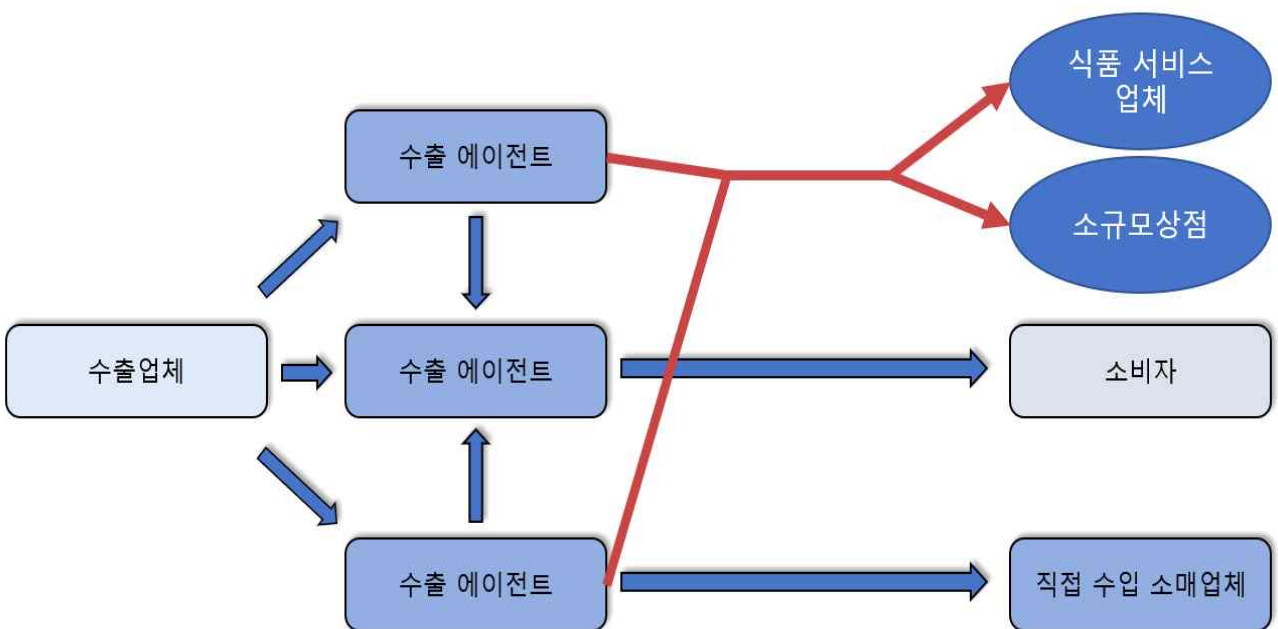 식품 서비스
업체
수출 에이전트
소규모상점
수출업체
수출 에이전트
소비자
수출 에이전트
직접 수입 소매업체